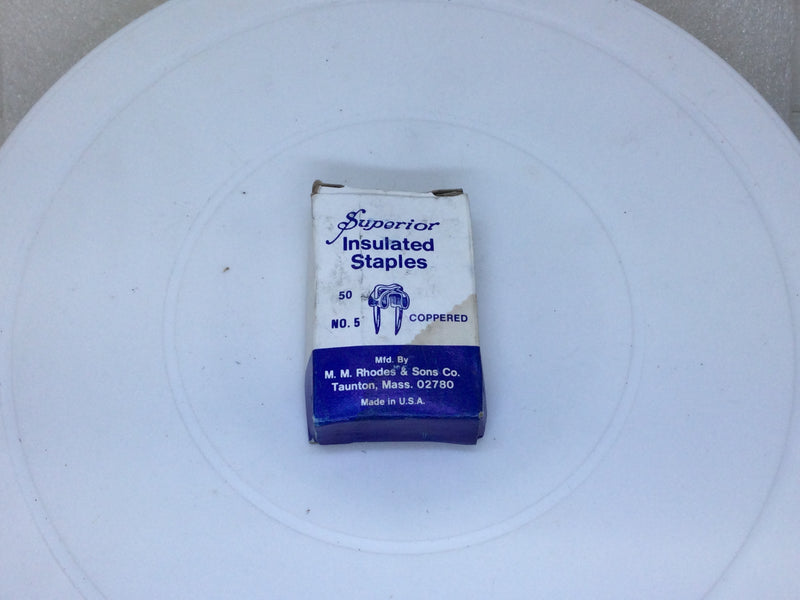 Superior
Insulated
Staples
50
NO. 5
COPPERED
Mfd. By
M. M. Rhodes & Sons Co.
Taunton, Mass. 02780
Made in U.S.A.